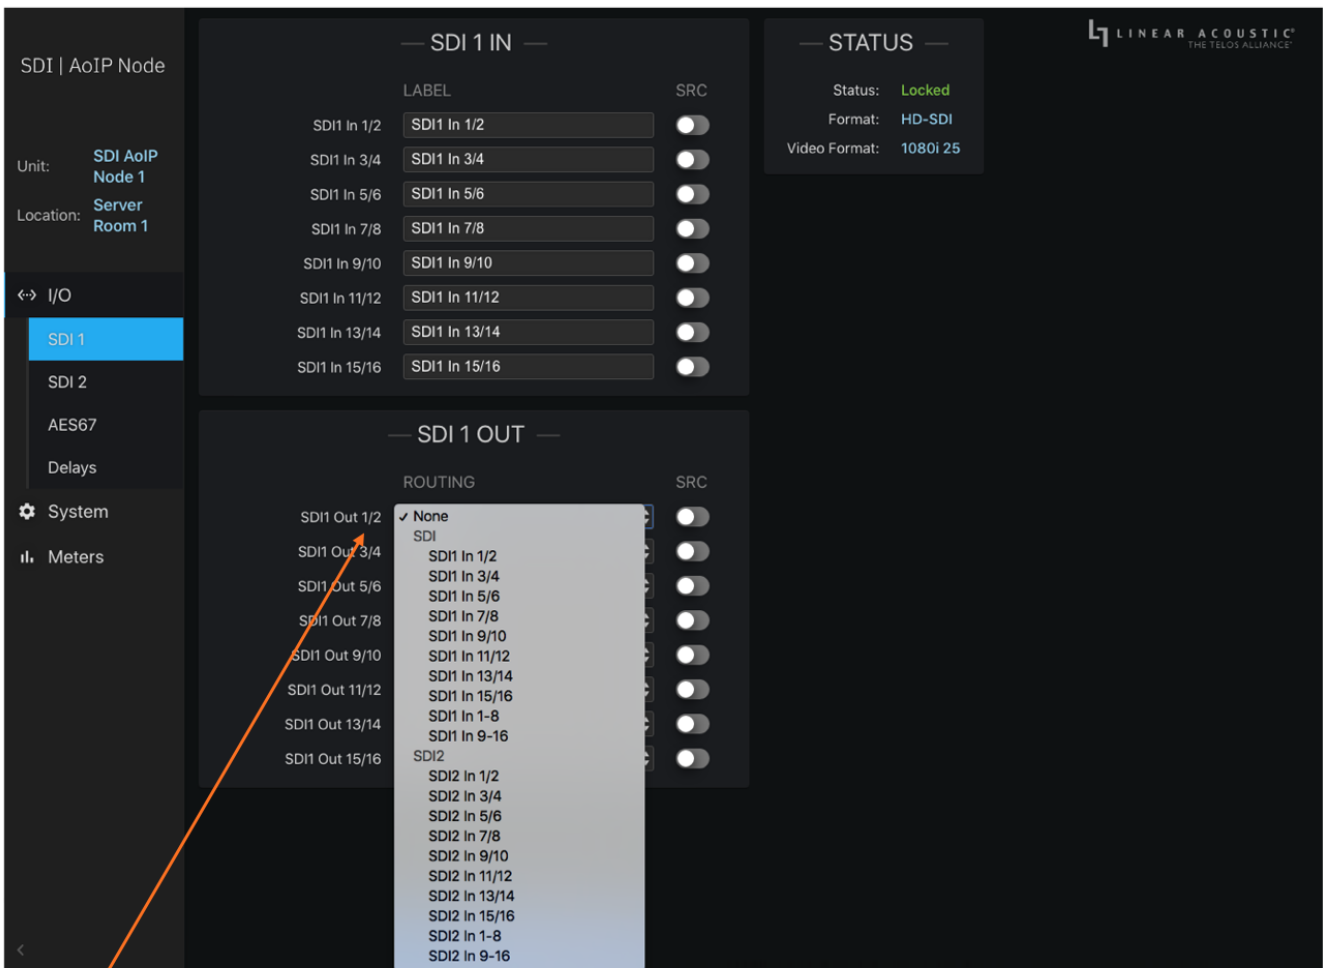 SDI | AoIP Node
Unit: SDI AoIP
Node 1
Location: Server
Room 1
I/O
SDI 1
SDI 2
AES67
Delays
System
Meters
SDI 1 IN
LABEL SRC
SDI1 In 1/2 SDI1 In 1/2
SDI1 In 3/4 SDI1 In 3/4
SDI1 In 5/6 SDI1 In 5/6
SDI1 In 7/8 SDI1 In 7/8
SDI1 In 9/10 SDI1 In 9/10
SDI1 In 11/12 SDI1 In 11/12
SDI1 In 13/14 SDI1 In 13/14
SDI1 In 15/16 SDI1 In 15/16
SDI 1 OUT
ROUTING SRC
SDI1 Out 1/2
SDI1 Out 3/4
SDI1 Out 5/6
SDI1 Out 7/8
SDI1 Out 9/10
SDI1 Out 11/12
SDI1 Out 13/14
SDI1 Out 15/16
✓ None
SDI
SDI1 In 1/2
SDI1 In 3/4
SDI1 In 5/6
SDI1 In 7/8
SDI1 In 9/10
SDI1 In 11/12
SDI1 In 13/14
SDI1 In 15/16
SDI1 In 1-8
SDI1 In 9-16
SDI2
SDI2 In 1/2
SDI2 In 3/4
SDI2 In 5/6
SDI2 In 7/8
SDI2 In 9/10
SDI2 In 11/12
SDI2 In 13/14
SDI2 In 15/16
SDI2 In 1-8
SDI2 In 9-16
STATUS
Status: Locked
Format: HD-SDI
Video Format: 1080i 25
LINEAR ACOUSTIC®
THE TELOS ALLIANCE®